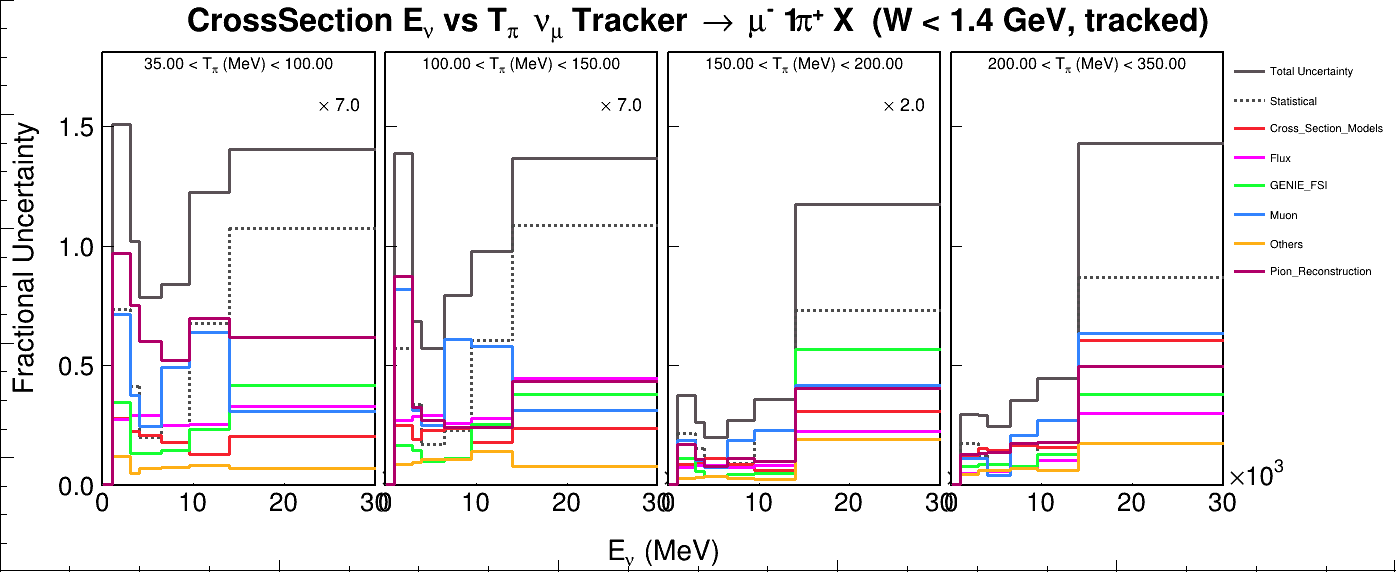 CrossSection Eν vs Tπ νμ Tracker → μ- 1π+ X (W < 1.4 GeV, tracked)
35.00 < Tπ (MeV) < 100.00
100.00 < Tπ (MeV) < 150.00
150.00 < Tπ (MeV) < 200.00
200.00 < Tπ (MeV) < 350.00
× 7.0
× 7.0
× 2.0
Fractional Uncertainty
1.5
1.0
0.5
0.0
0 10 20 30
0 10 20 30
0 10 20 30
0 10 20 30
×10³
Eν (MeV)
Total Uncertainty
Statistical
Cross_Section_Models
Flux
GENIE_FSI
Muon
Others
Pion_Reconstruction